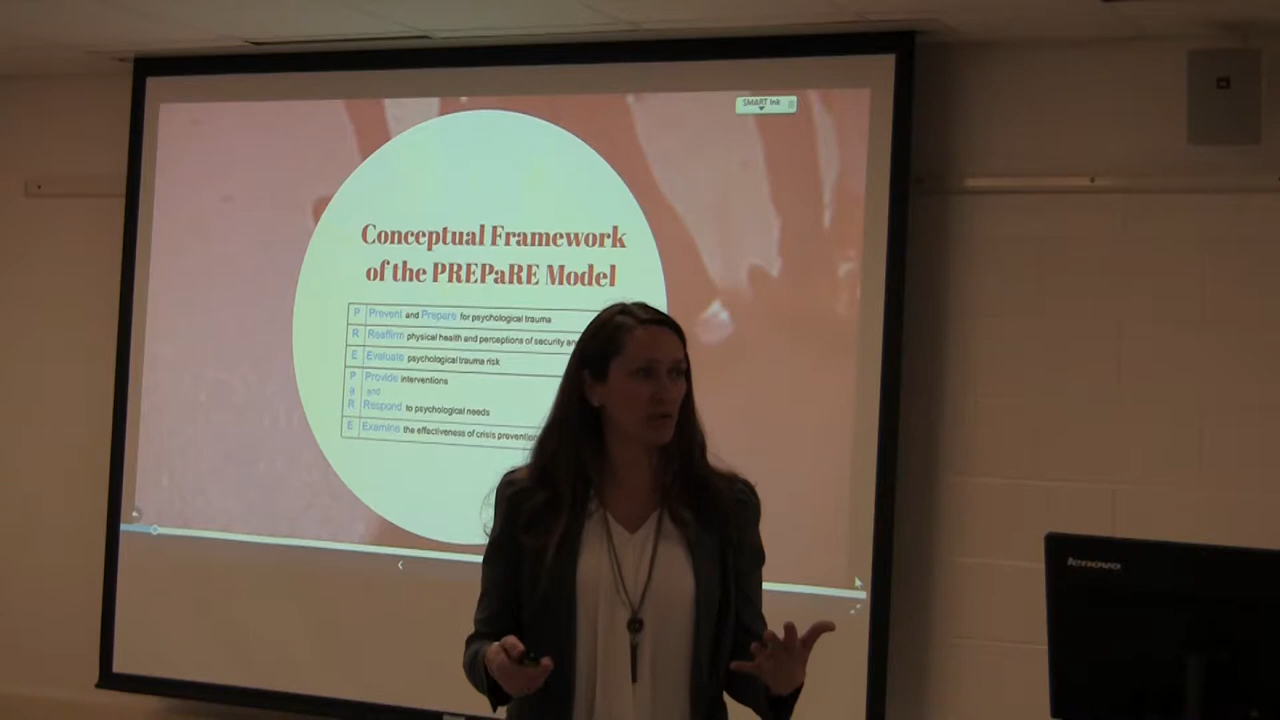 SMART Ink
Conceptual Framework
of the PREPaRE Model
P Prevent and Prepare for psychological trauma
R Reaffirm physical health and perceptions of security an
E Evaluate psychological trauma risk
P Provide interventions
a and
R Respond to psychological needs
E Examine the effectiveness of crisis prevention
lenovo